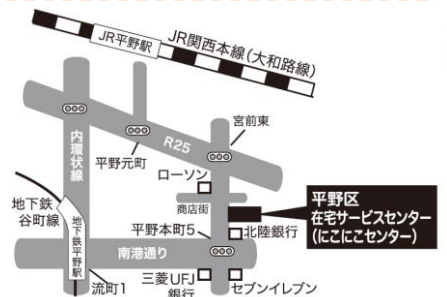 JR平野駅
JR関西本線(大和路線)
内環状線
R25
宮前東
平野元町
ローソン
商店街
平野区
在宅サービスセンター
(にこにこセンター)
地下鉄
谷町線
地下鉄平野駅
平野本町5
北陸銀行
南港通り
流町1
三菱UFJ
銀行
セブンイレブン